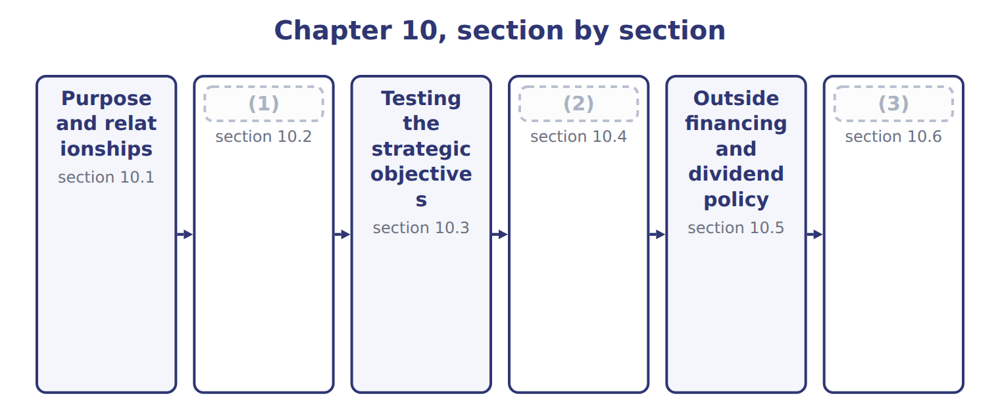 Chapter 10, section by section
Purpose
and relat
ionships
section 10.1
(1)
section 10.2
Testing
the
strategic
objective
s
section 10.3
(2)
section 10.4
Outside
financing
and
dividend
policy
section 10.5
(3)
section 10.6